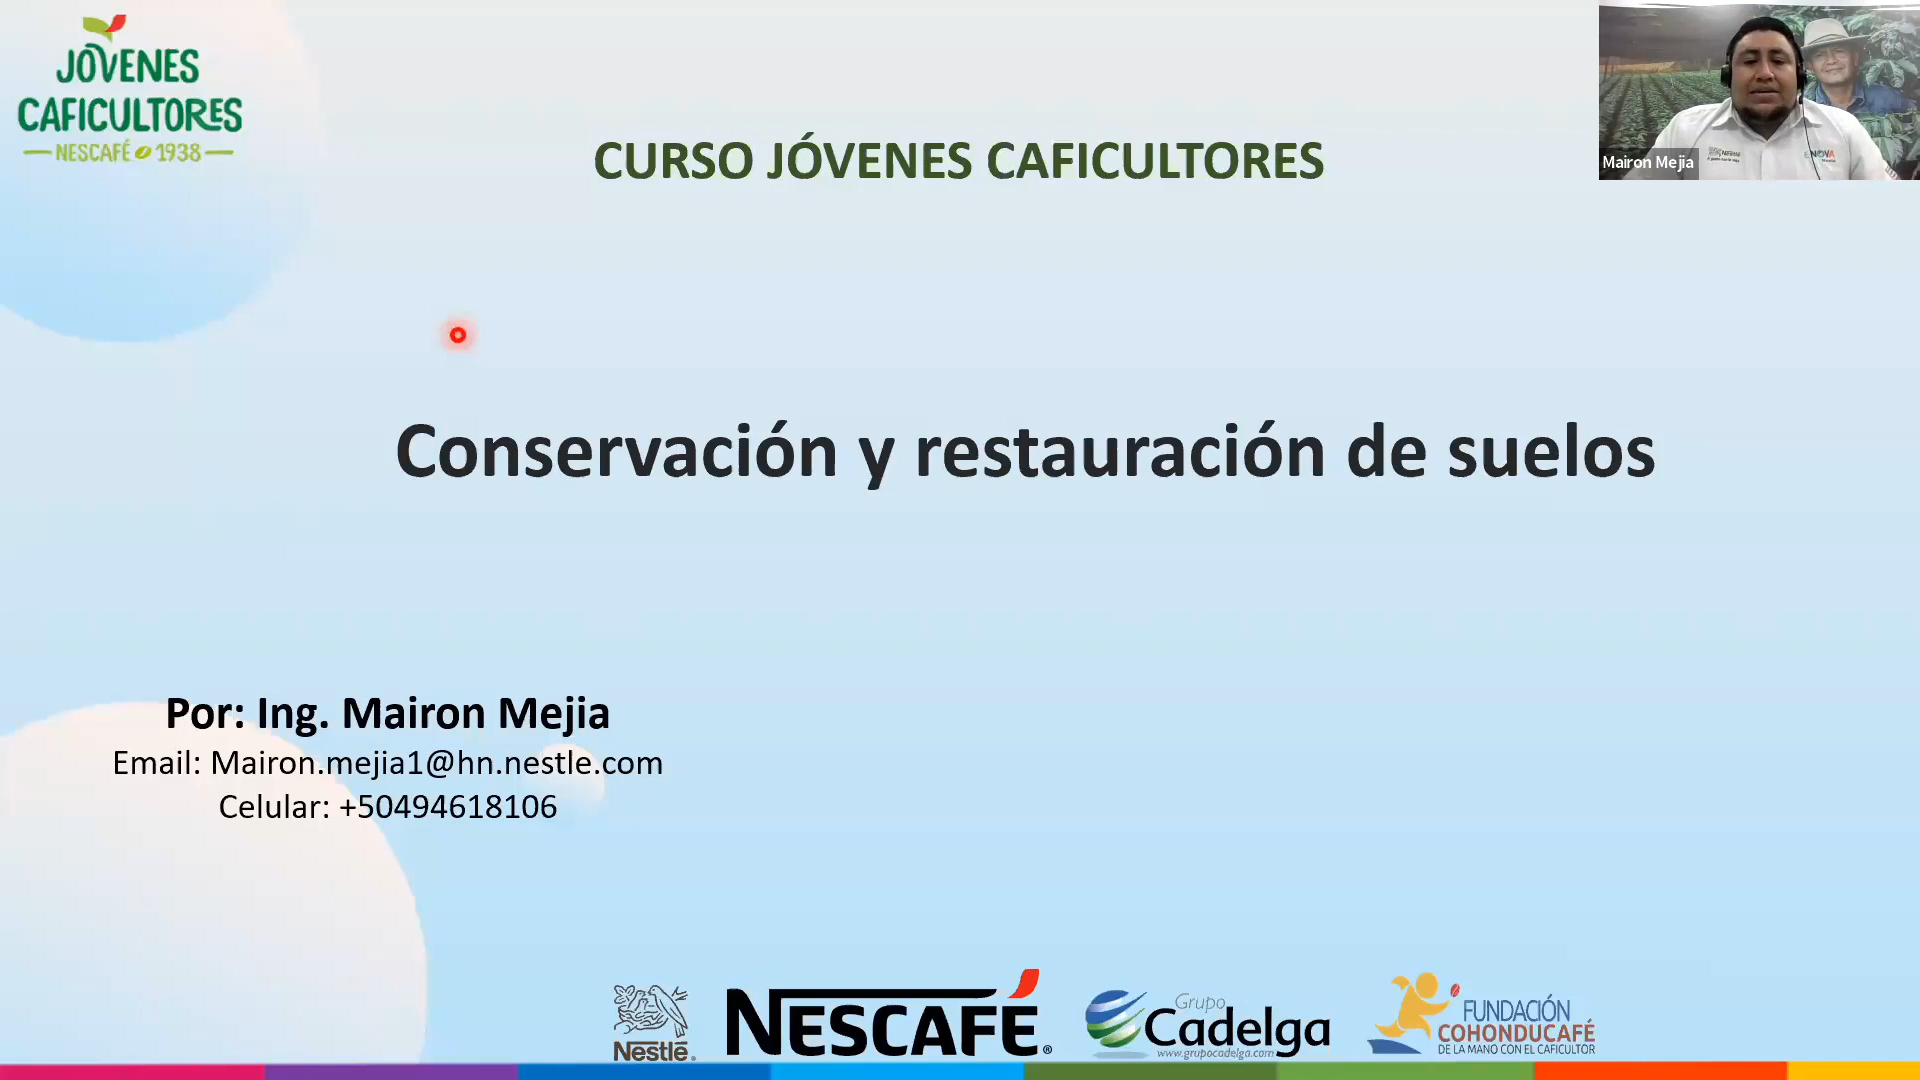 JÓVENES
CAFICULTORES
NESCAFÉ 1938
CURSO JÓVENES CAFICULTORES
Mairon Mejia
Conservación y restauración de suelos
Por: Ing. Mairon Mejia
Email: Mairon.mejia1@hn.nestle.com
Celular: +50494618106
Nestlé®
NESCAFÉ®
Grupo
Cadelga
www.grupocadelga.com
FUNDACIÓN
COHONDUCAFÉ
DE LA MANO CON EL CAFICULTOR